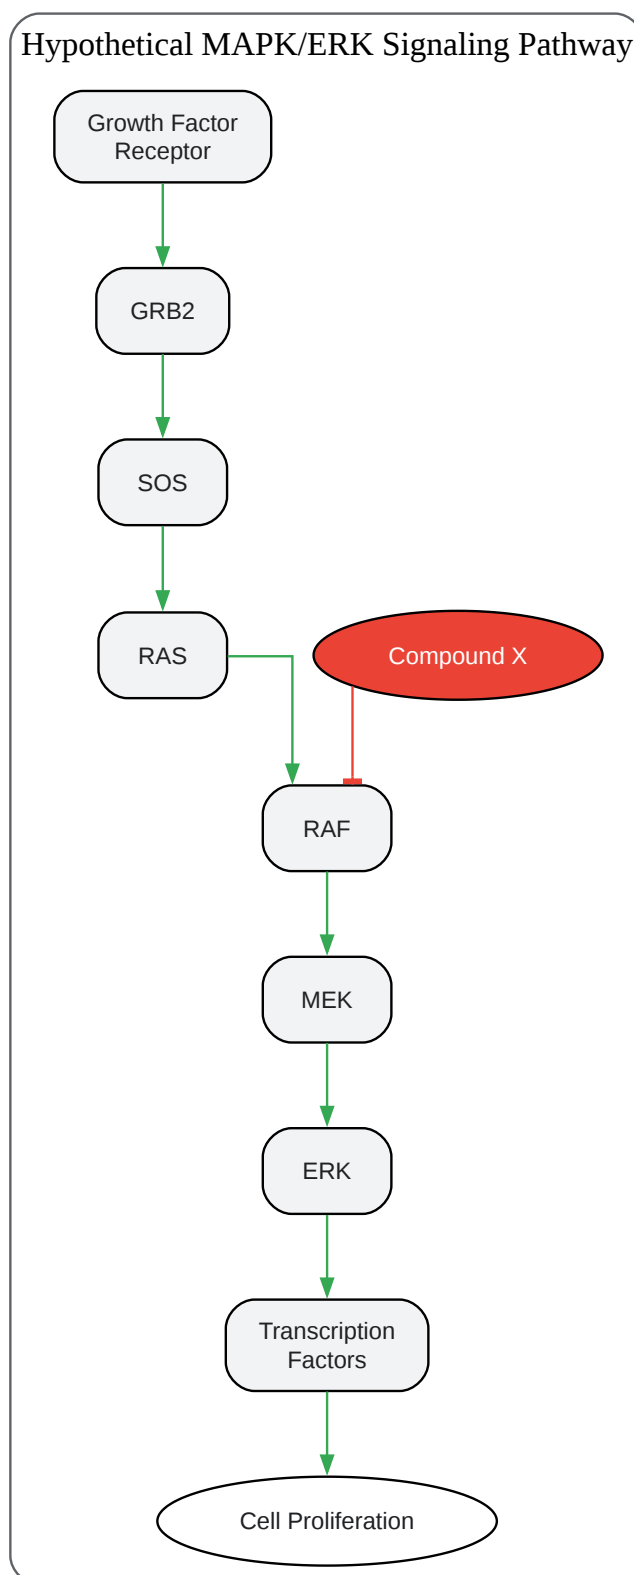 Hypothetical MAPK/ERK Signaling Pathway
Growth Factor
Receptor
GRB2
SOS
RAS
Compound X
RAF
MEK
ERK
Transcription
Factors
Cell Proliferation